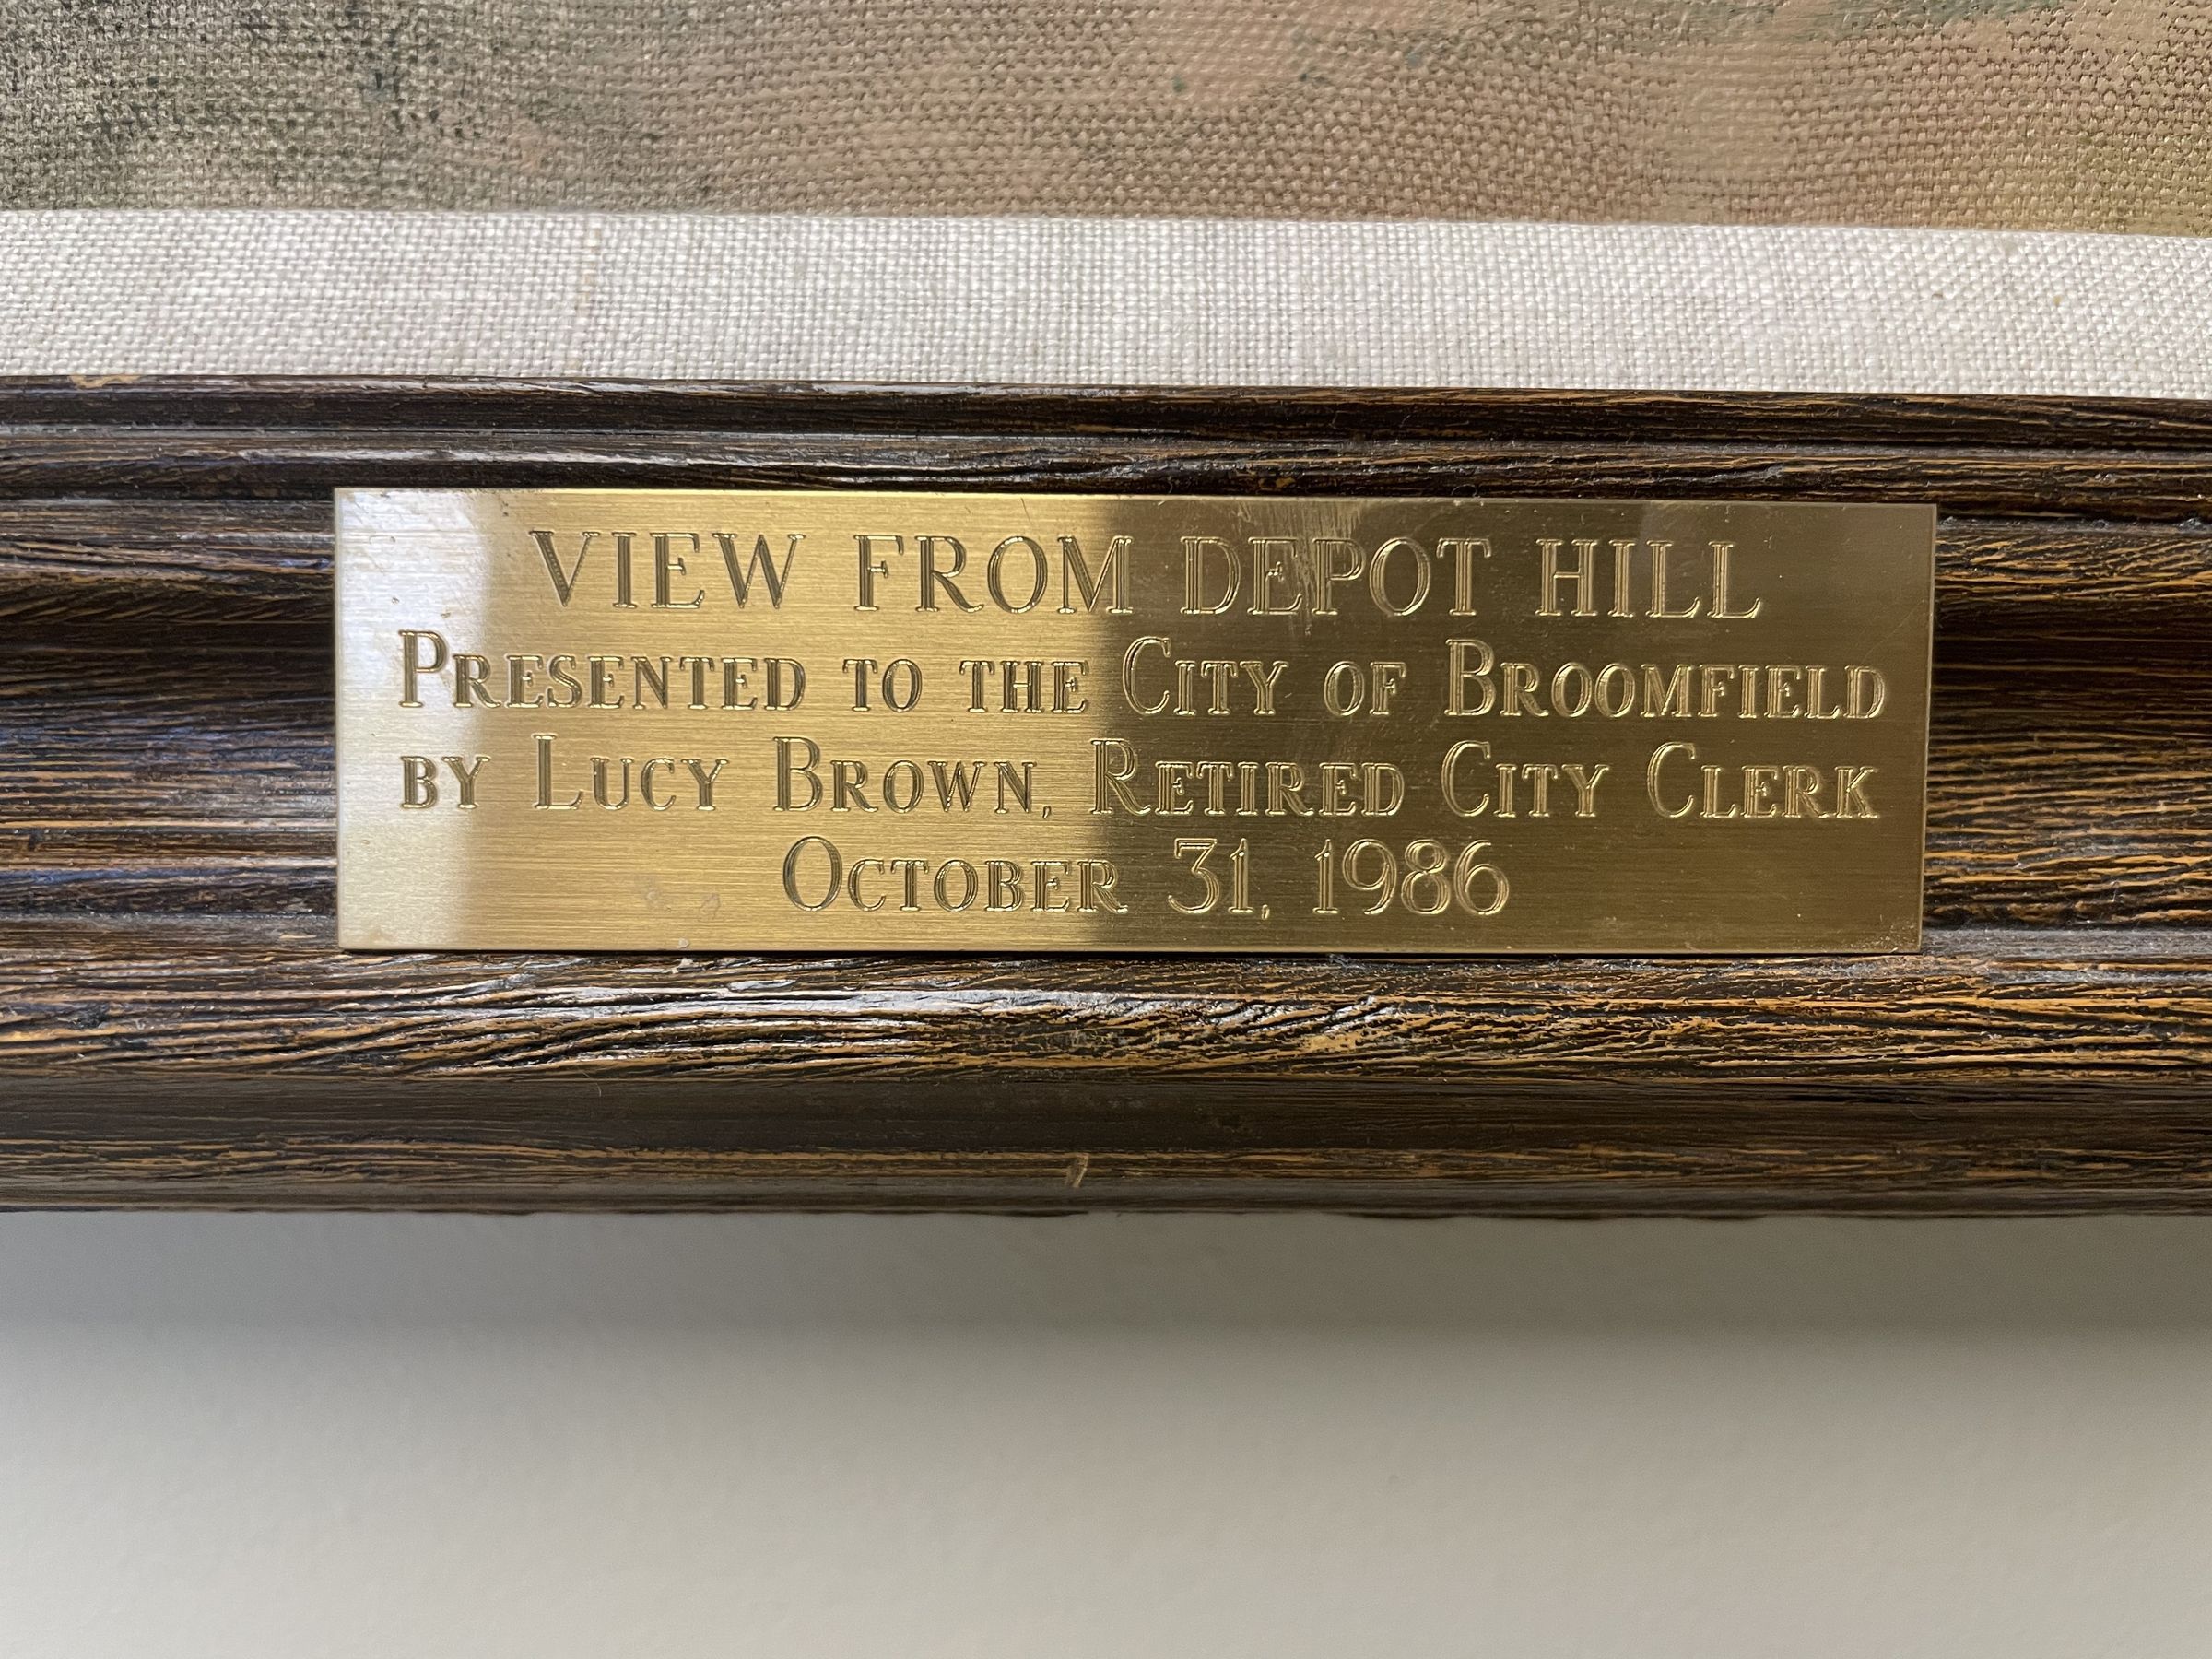 VIEW FROM DEPOT HILL
PRESENTED TO THE CITY OF BROOMFIELD
BY LUCY BROWN, RETIRED CITY CLERK
OCTOBER 31, 1986